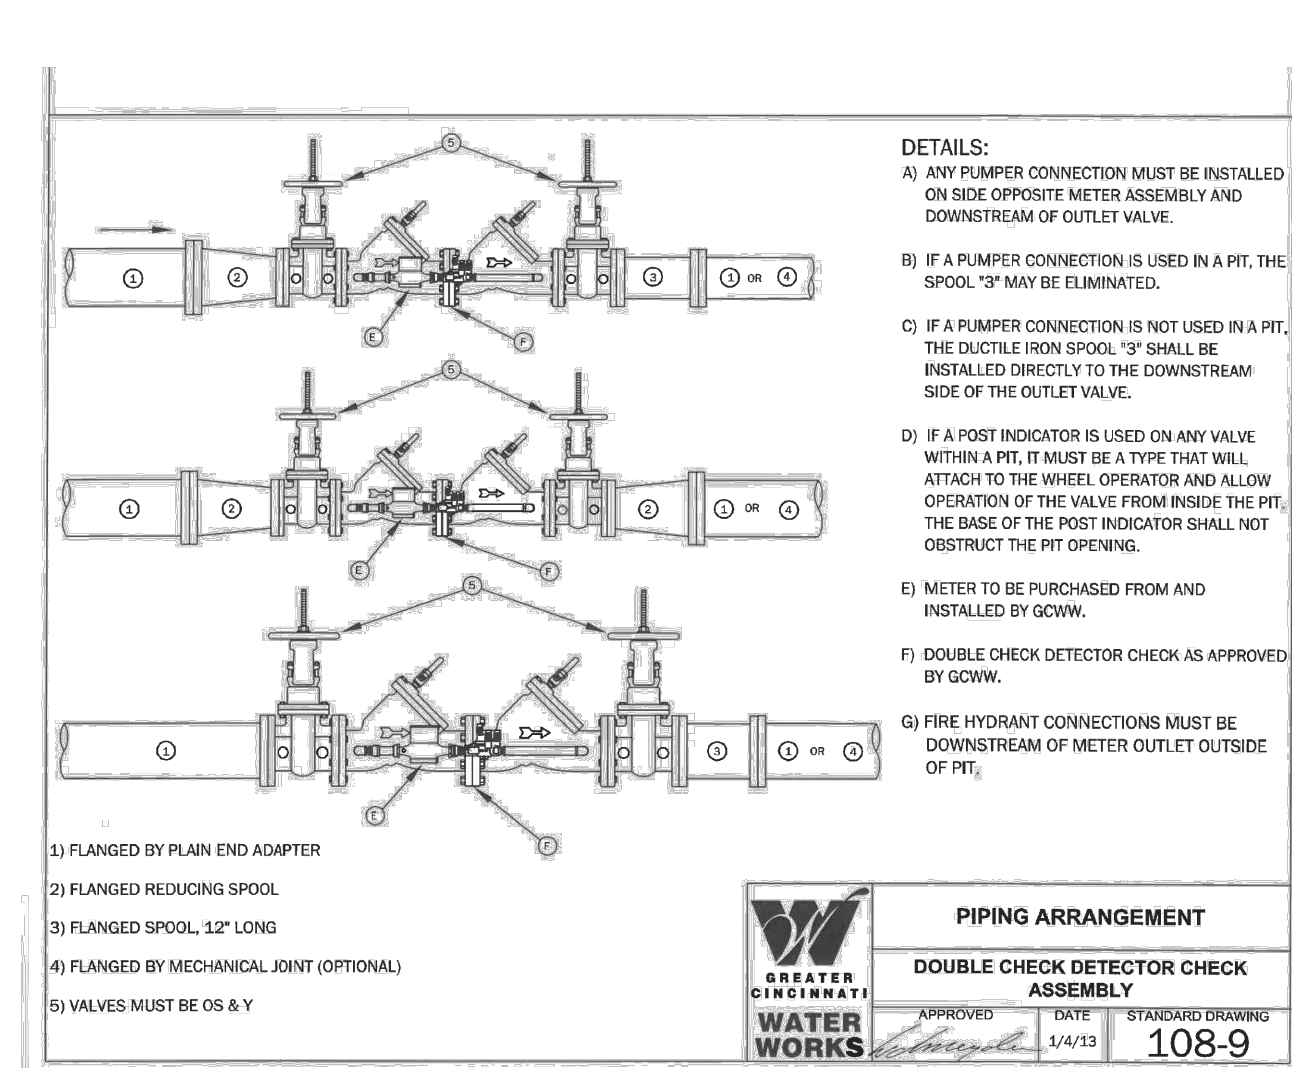 5
1
2
3
1 OR 4
E
F
5
1
2
2
1 OR 4
E
F
5
1
3
1 OR 4
E
F
1) FLANGED BY PLAIN END ADAPTER
2) FLANGED REDUCING SPOOL
3) FLANGED SPOOL, 12" LONG
4) FLANGED BY MECHANICAL JOINT (OPTIONAL)
5) VALVES MUST BE OS & Y
DETAILS:
A) ANY PUMPER CONNECTION MUST BE INSTALLED
ON SIDE OPPOSITE METER ASSEMBLY AND
DOWNSTREAM OF OUTLET VALVE.
B) IF A PUMPER CONNECTION IS USED IN A PIT, THE
SPOOL "3" MAY BE ELIMINATED.
C) IF A PUMPER CONNECTION IS NOT USED IN A PIT,
THE DUCTILE IRON SPOOL "3" SHALL BE
INSTALLED DIRECTLY TO THE DOWNSTREAM
SIDE OF THE OUTLET VALVE.
D) IF A POST INDICATOR IS USED ON ANY VALVE
WITHIN A PIT, IT MUST BE A TYPE THAT WILL
ATTACH TO THE WHEEL OPERATOR AND ALLOW
OPERATION OF THE VALVE FROM INSIDE THE PIT.
THE BASE OF THE POST INDICATOR SHALL NOT
OBSTRUCT THE PIT OPENING.
E) METER TO BE PURCHASED FROM AND
INSTALLED BY GCWW.
F) DOUBLE CHECK DETECTOR CHECK AS APPROVED
BY GCWW.
G) FIRE HYDRANT CONNECTIONS MUST BE
DOWNSTREAM OF METER OUTLET OUTSIDE
OF PIT.
W
GREATER
CINCINNATI
WATER
WORKS
PIPING ARRANGEMENT
DOUBLE CHECK DETECTOR CHECK
ASSEMBLY
APPROVED
DATE
1/4/13
STANDARD DRAWING
108-9